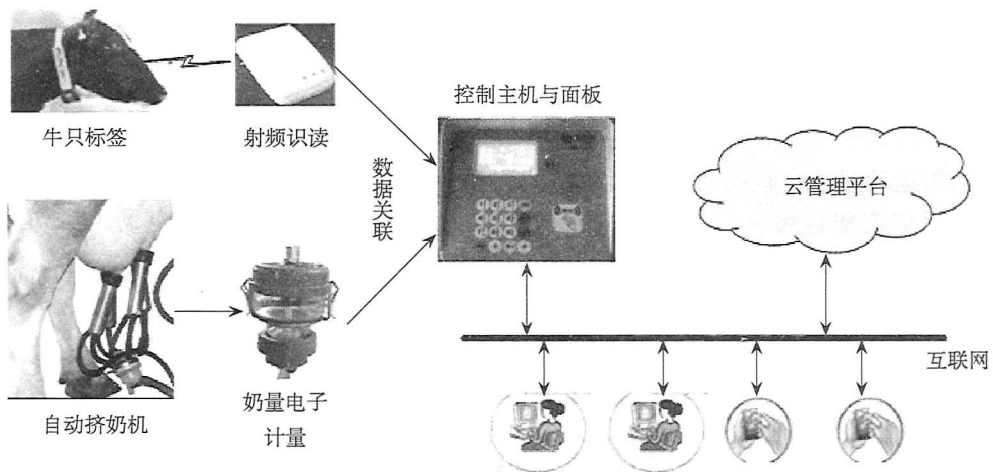 牛只标签
射频识读
数据关联
控制主机与面板
云管理平台
自动挤奶机
奶量电子
计量
互联网